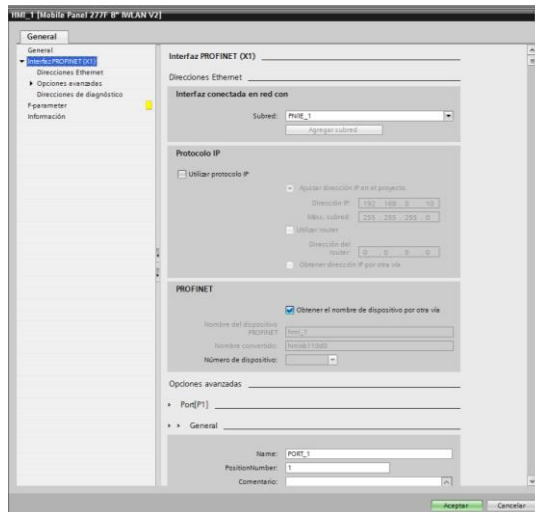 HMI_1 [Mobile Panel 277F 8" IWLAN V2]
General
General
Interfaz PROFINET (X1)
Direcciones Ethernet
Opciones avanzadas
Direcciones de diagnóstico
F-parameter
Información
Interfaz PROFINET (X1)
Direcciones Ethernet
Interfaz conectada en red con
Subred: PN/IE_1
Agregar subred
Protocolo IP
Utilizar protocolo IP
Ajustar dirección IP en el proyecto
Dirección IP: 192 . 168 . 0 . 10
Másc. subred: 255 . 255 . 255 . 0
Utilizar router
Dirección del
router: 0 . 0 . 0 . 0
Obtener dirección IP por otra vía
PROFINET
Obtener el nombre de dispositivo por otra vía
Nombre del dispositivo
PROFINET hmi_1
Nombre convertido:
Número de dispositivo:
Opciones avanzadas
Port[P1]
General
Name: PORT_1
PositionNumber: 1
Comentario:
Aceptar Cancelar